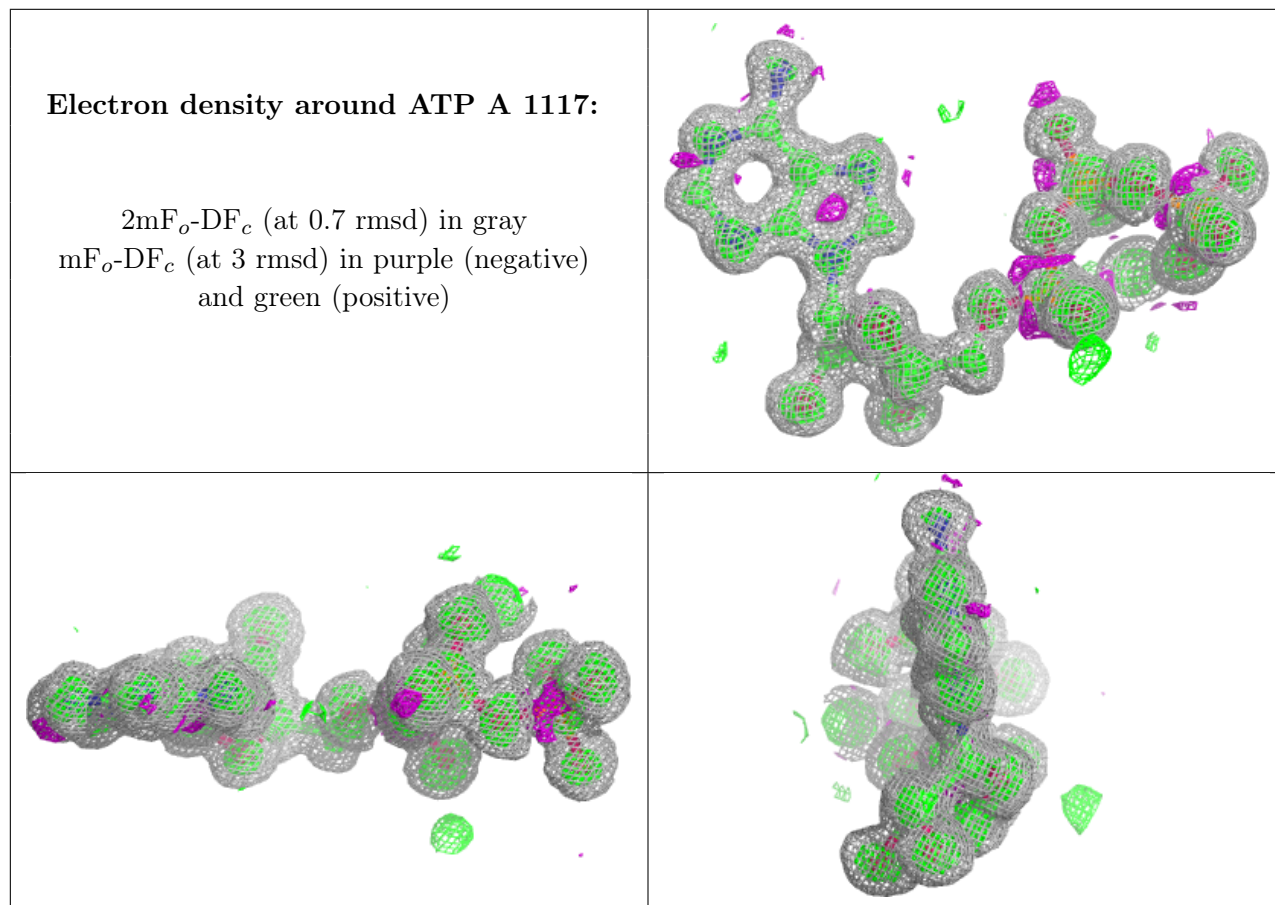 Electron density around ATP A 1117:
2mFo-DFc (at 0.7 rmsd) in gray
mFo-DFc (at 3 rmsd) in purple (negative)
and green (positive)